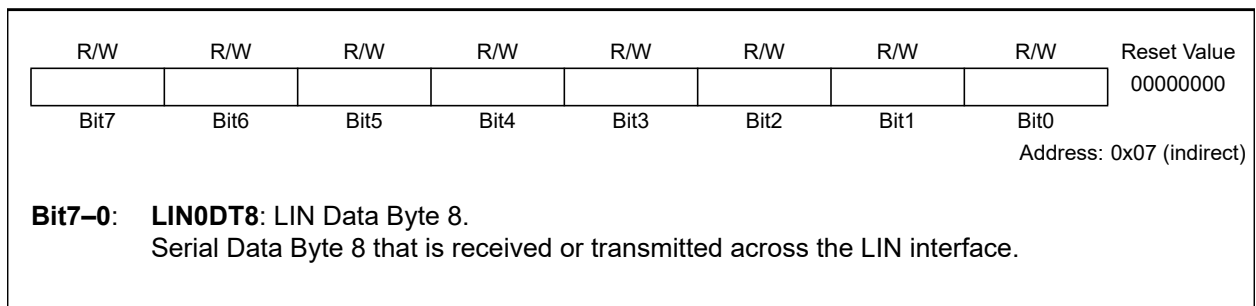 R/W R/W R/W R/W R/W R/W R/W R/W Reset Value
00000000
Bit7 Bit6 Bit5 Bit4 Bit3 Bit2 Bit1 Bit0
Address: 0x07 (indirect)
Bit7–0: LIN0DT8: LIN Data Byte 8.
Serial Data Byte 8 that is received or transmitted across the LIN interface.